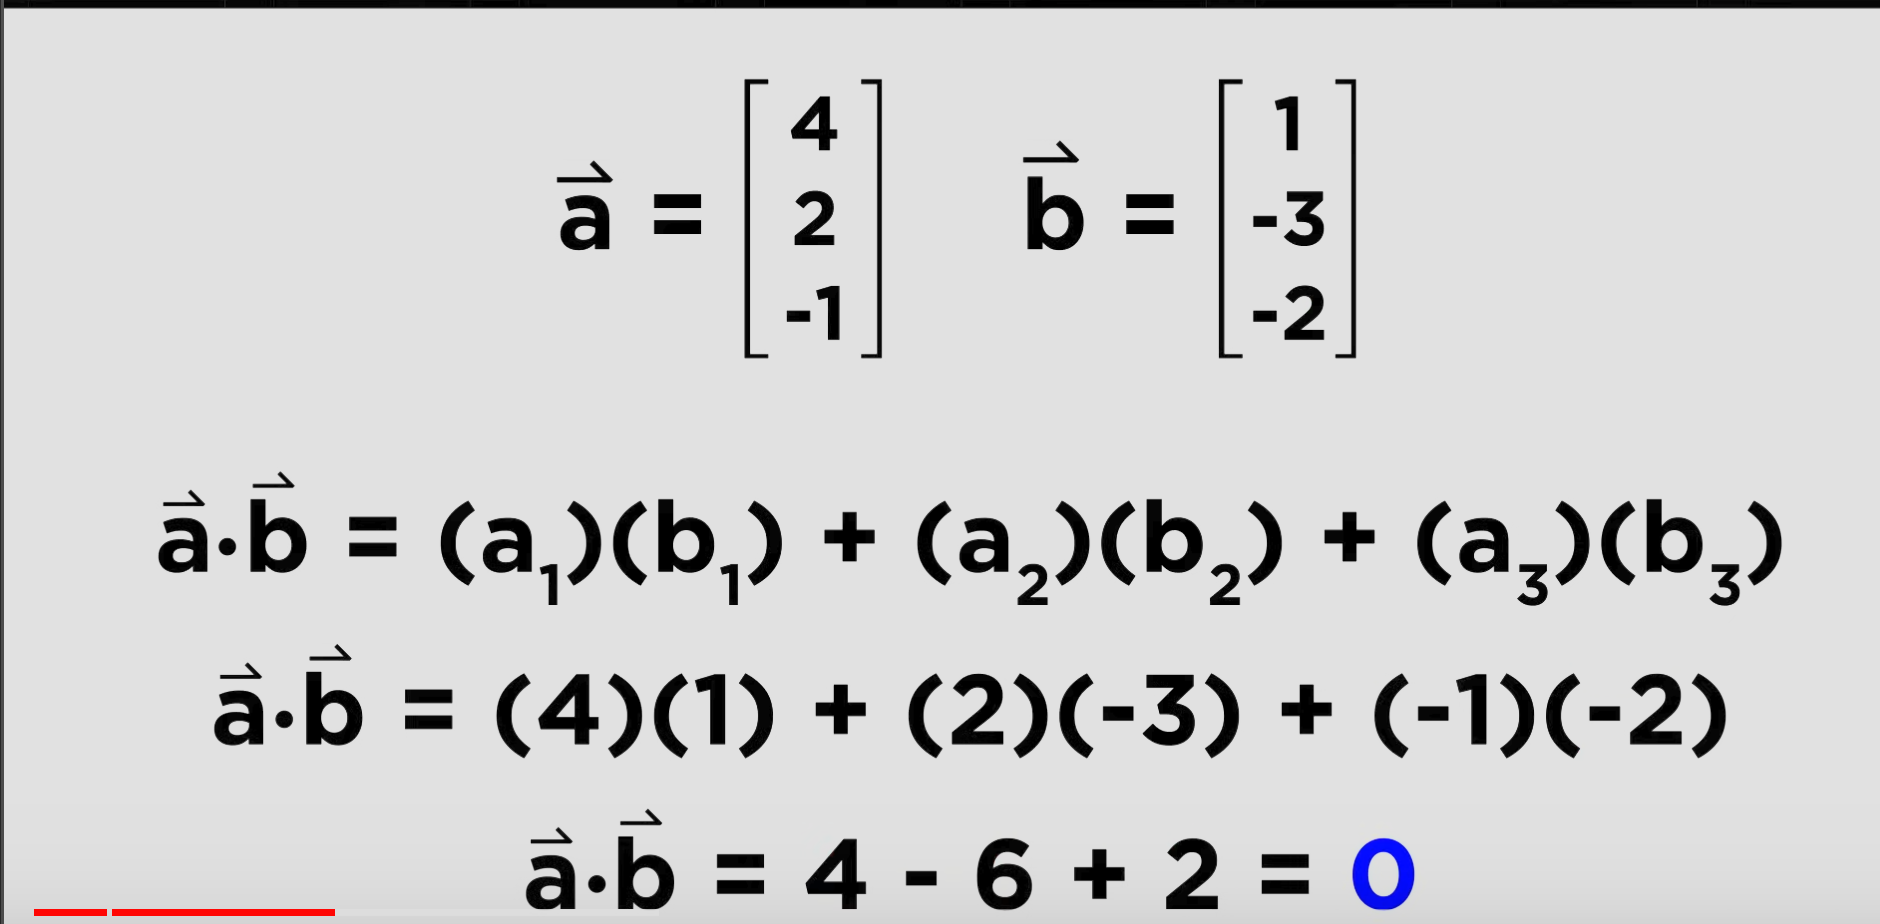 a⃗ = [4 2 -1] b⃗ = [1 -3 -2]
a⃗·b⃗ = (a₁)(b₁) + (a₂)(b₂) + (a₃)(b₃)
a⃗·b⃗ = (4)(1) + (2)(-3) + (-1)(-2)
a⃗·b⃗ = 4 - 6 + 2 = 0